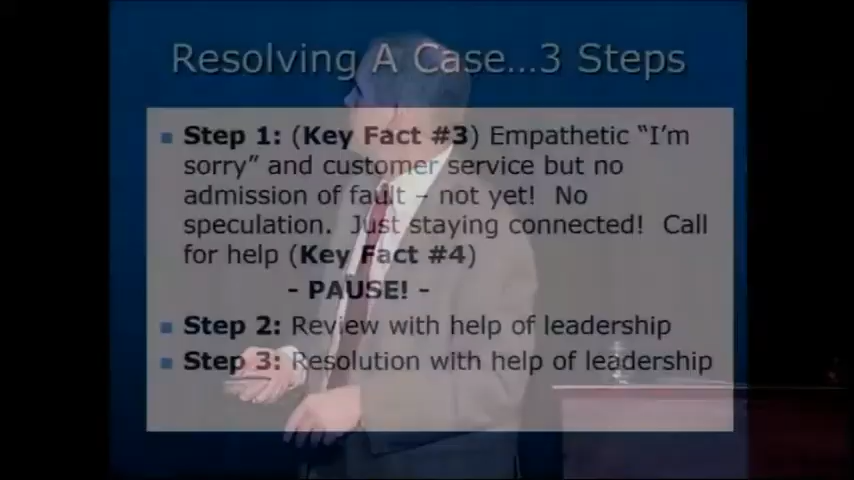 Resolving A Case...3 Steps
Step 1: (Key Fact #3) Empathetic “I’m
sorry” and customer service but no
admission of fault – not yet! No
speculation. Just staying connected! Call
for help (Key Fact #4)
- PAUSE! -
Step 2: Review with help of leadership
Step 3: Resolution with help of leadership